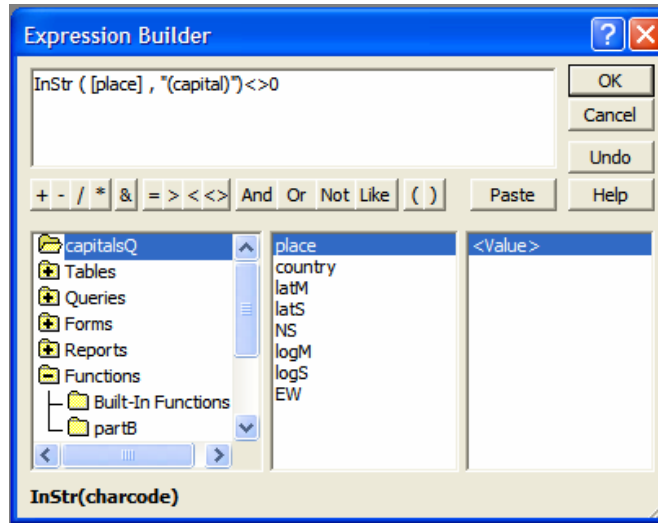 Expression Builder
InStr ( [place] , "(capital)")<>0
OK
Cancel
Undo
+ - / * & = > < <> And Or Not Like ( ) Paste Help
capitalsQ
Tables
Queries
Forms
Reports
Functions
Built-In Functions
partB
place
country
latM
latS
NS
logM
logS
EW
<Value>
InStr(charcode)